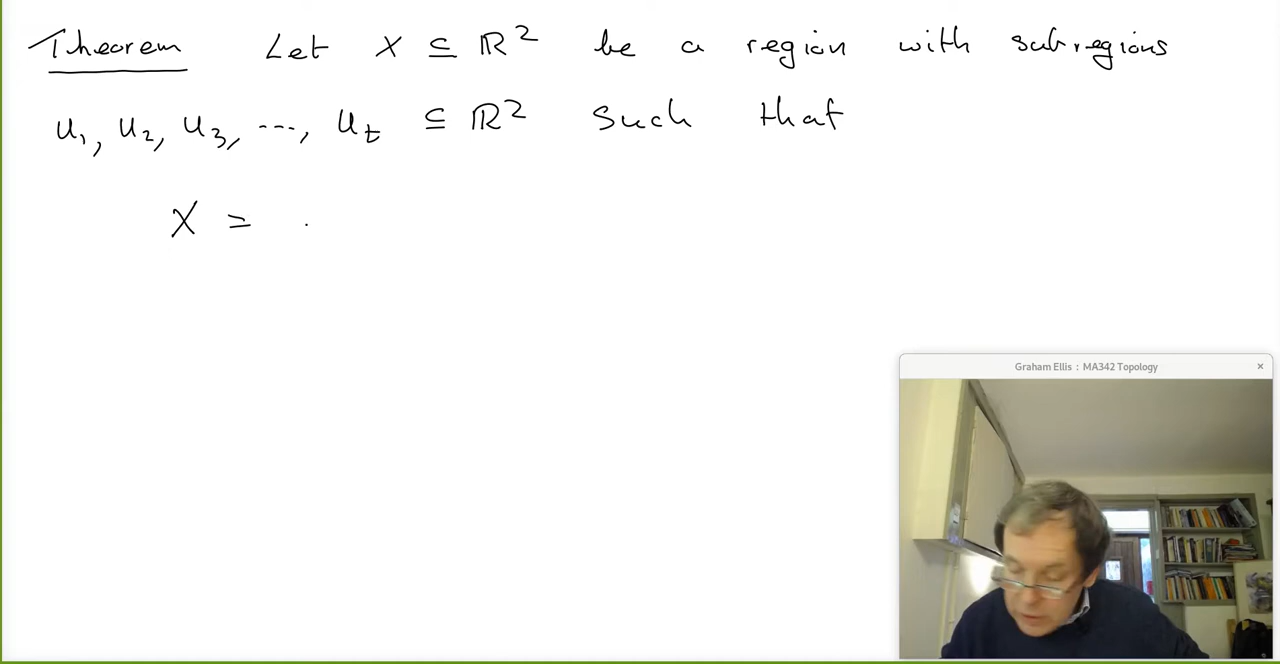 Theorem Let X ⊆ ℝ² be a region with subregions
U₁, U₂, U₃, ..., Uₜ ⊆ ℝ² such that
X =
Graham Ellis : MA342 Topology ×